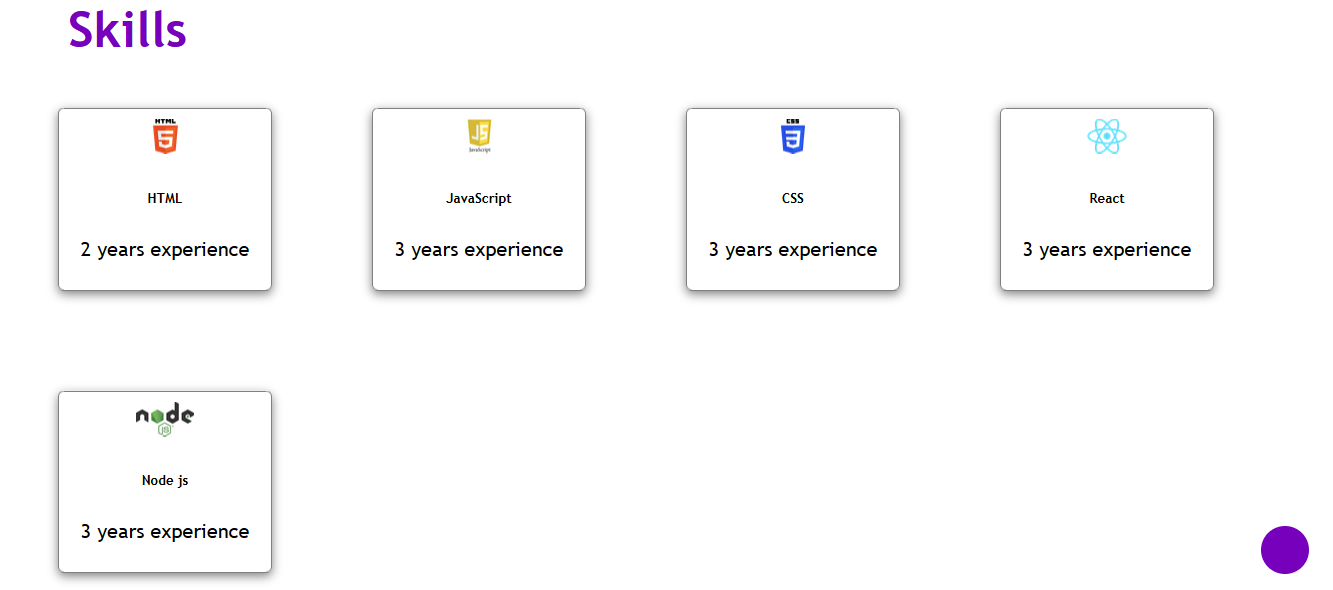 Skills
HTML
5
HTML
2 years experience
JS
JavaScript
JavaScript
3 years experience
CSS
3
CSS
3 years experience
React
3 years experience
node
JS
Node js
3 years experience